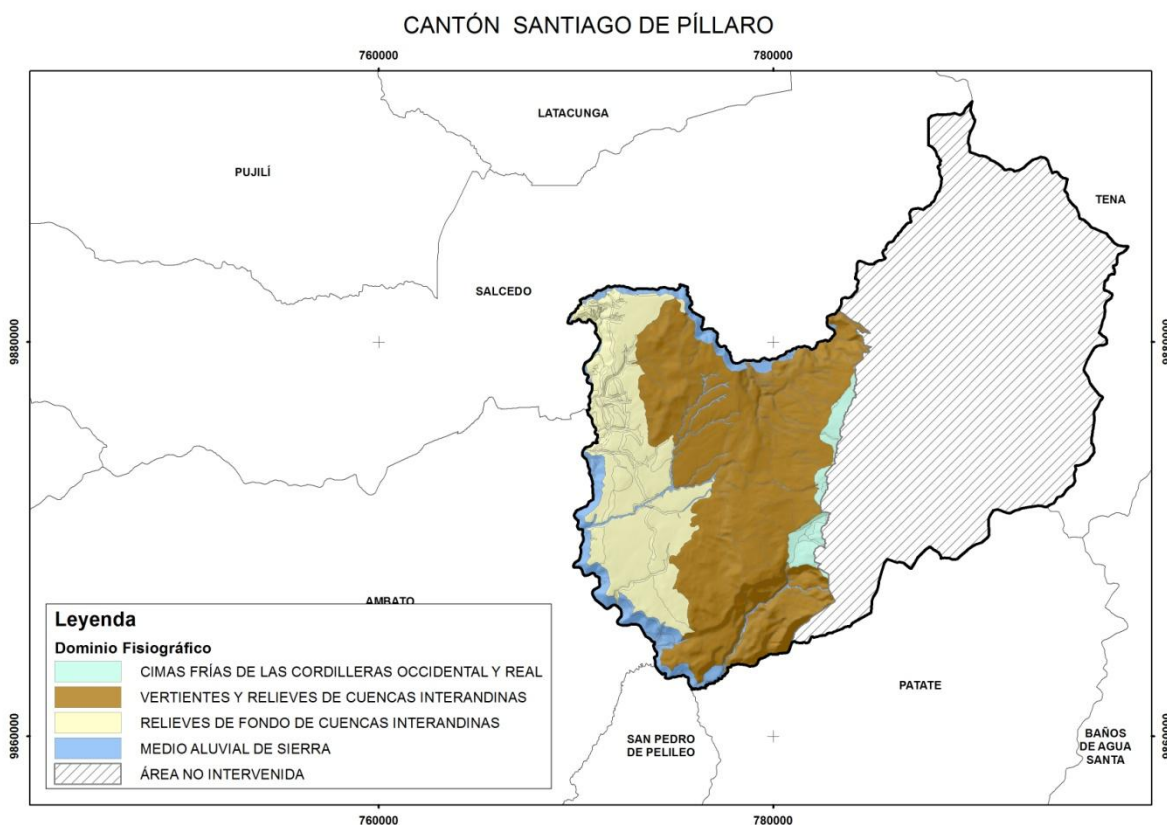 CANTÓN SANTIAGO DE PÍLLARO
760000
780000
LATACUNGA
PUJILÍ
TENA
SALCEDO
9880000
9880000
AMBATO
PATATE
SAN PEDRO
DE PELILEO
BAÑOS
DE AGUA
SANTA
9860000
9860000
Leyenda
Dominio Fisiográfico
CIMAS FRÍAS DE LAS CORDILLERAS OCCIDENTAL Y REAL
VERTIENTES Y RELIEVES DE CUENCAS INTERANDINAS
RELIEVES DE FONDO DE CUENCAS INTERANDINAS
MEDIO ALUVIAL DE SIERRA
ÁREA NO INTERVENIDA
760000
780000